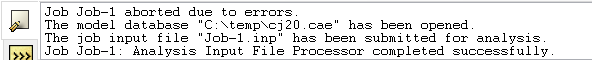 Job Job-1 aborted due to errors.
The model database "C:\temp\cj20.cae" has been opened.
The job input file "Job-1.inp" has been submitted for analysis.
Job Job-1: Analysis Input File Processor completed successfully.